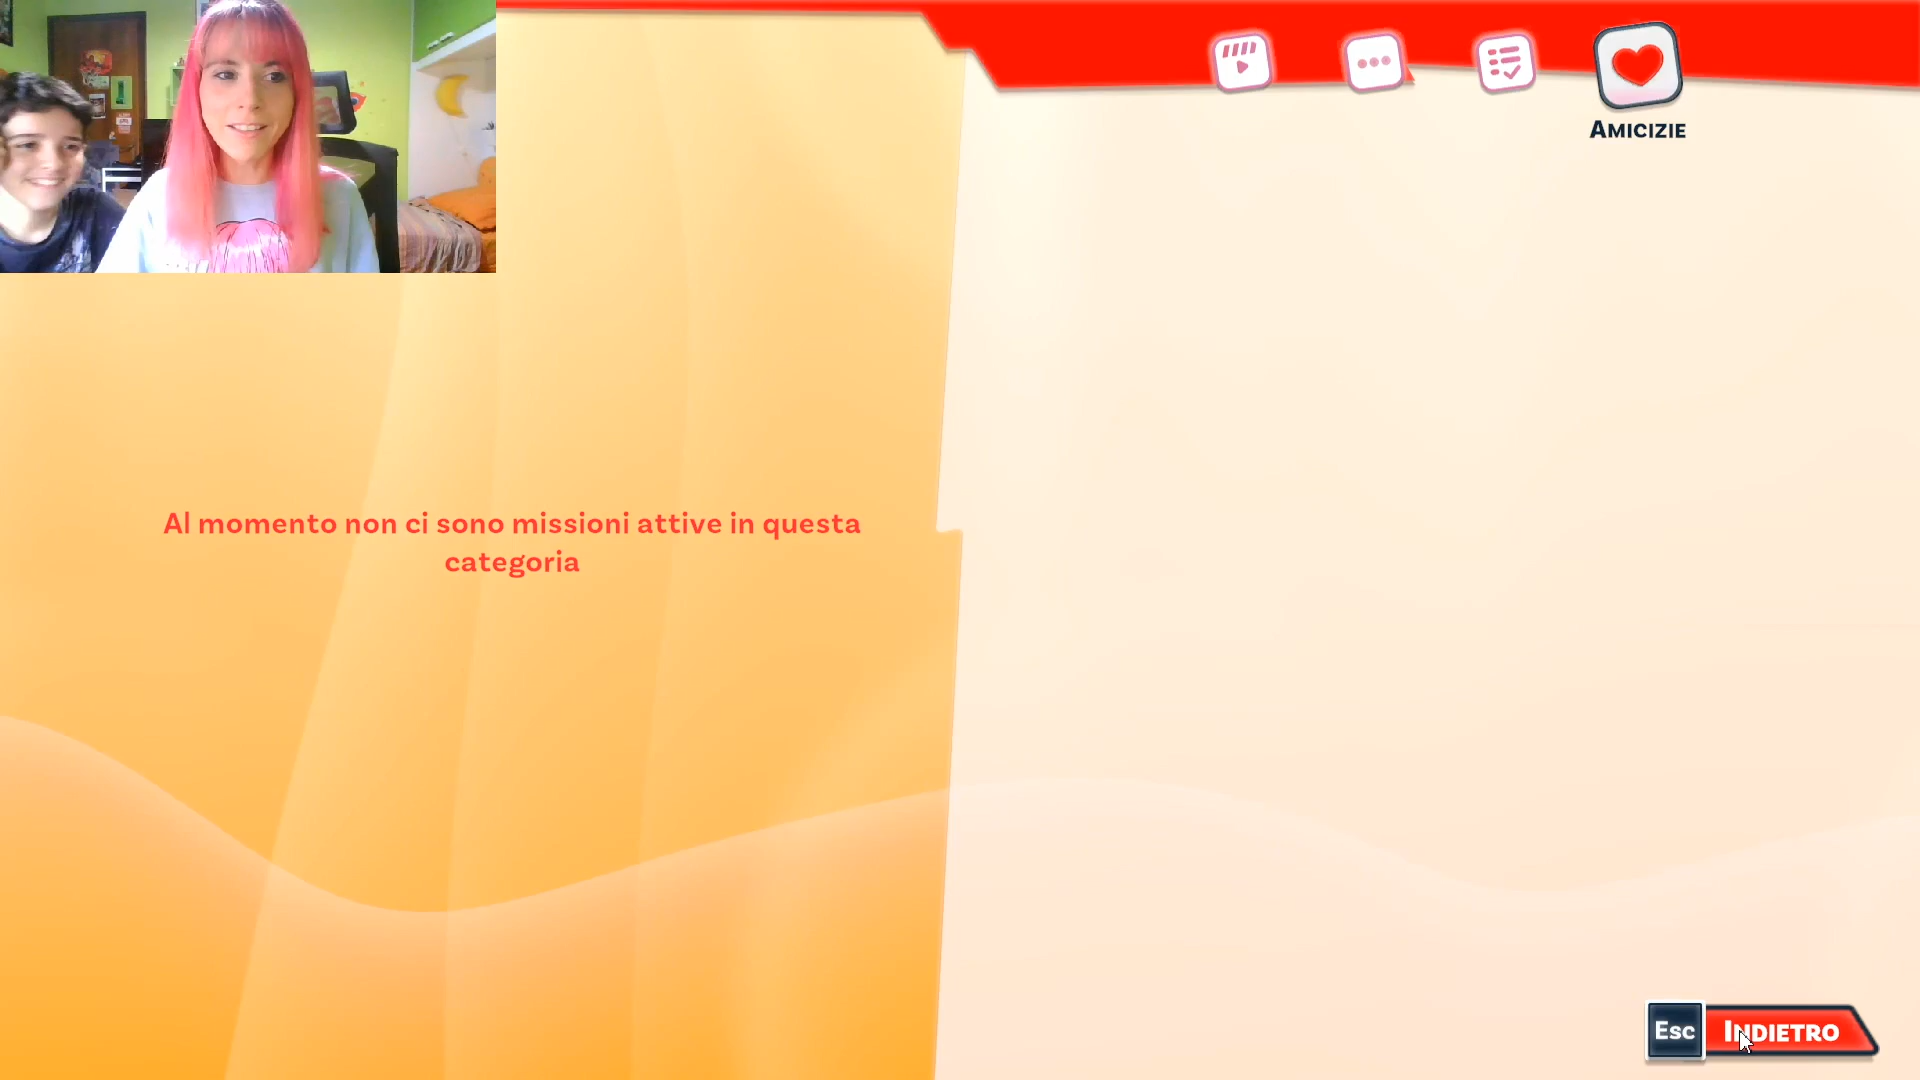 AMICIZIE
Al momento non ci sono missioni attive in questa
categoria
Esc INDIETRO